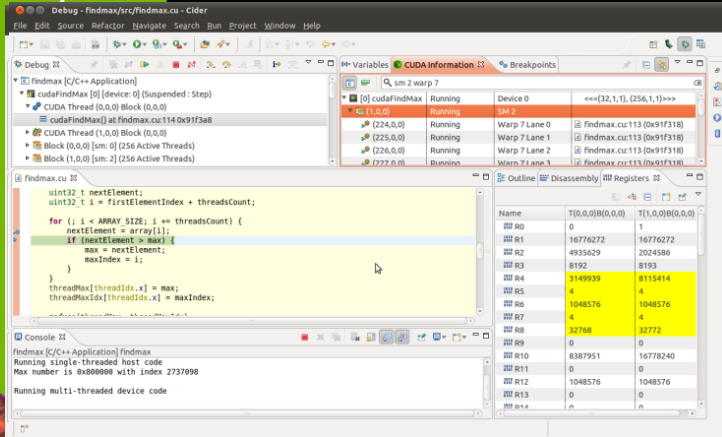 Debug - findmax/src/findmax.cu - Cider
File Edit Source Refactor Navigate Search Run Project Window Help
Debug
findmax [C/C++ Application]
cudaFindMax [0] [device: 0] (Suspended : Step)
CUDA Thread (0,0,0) Block (0,0,0)
cudaFindMax() at findmax.cu:114 0x91f3a8
CUDA Thread (1,0,0) Block (0,0,0)
Block (0,0,0) [sm: 0] (256 Active Threads)
Block (1,0,0) [sm: 2] (256 Active Threads)
Variables CUDA Information Breakpoints
sm 2 warp 7
[0] cudaFindMax Running Device 0 <<<(32,1,1), (256,1,1)>>>
(1,0,0) Running SM 2
(224,0,0) Running Warp 7 Lane 0 findmax.cu:113 (0x91f318)
(225,0,0) Running Warp 7 Lane 1 findmax.cu:113 (0x91f318)
(226,0,0) Running Warp 7 Lane 2 findmax.cu:113 (0x91f318)
(227,0,0) Running Warp 7 Lane 3 findmax.cu:113 (0x91f318)
findmax.cu
uint32_t nextElement;
uint32_t i = firstElementIndex + threadsCount;
for (; i < ARRAY_SIZE; i += threadsCount) {
nextElement = array[i];
if (nextElement > max) {
max = nextElement;
maxIndex = i;
}
}
threadMax[threadIdx.x] = max;
threadMaxIdx[threadIdx.x] = maxIndex;
Outline Disassembly Registers
Name T(0,0,0)B(0,0,0) T(1,0,0)B(0,0,0)
R0 0 1
R1 16776272 16776272
R2 4935629 2024586
R3 8192 8193
R4 3149939 8115414
R5 4 4
R6 1048576 1048576
R7 4 4
R8 32768 32772
R9 0 0
R10 8387951 16778240
R11 0 0
R12 1048576 1048576
R13 0 0
R14 0 0
Console
findmax [C/C++ Application] findmax
Running single-threaded host code
Max number is 0x800000 with index 2737098
Running multi-threaded device code